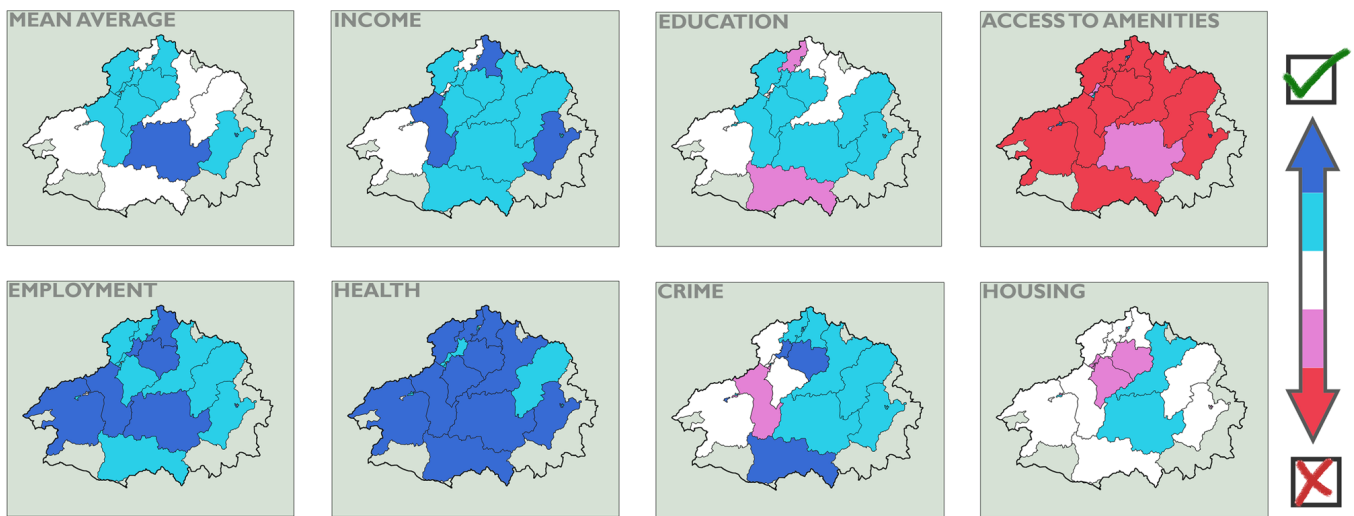 MEAN AVERAGE
INCOME
EDUCATION
ACCESS TO AMENITIES
EMPLOYMENT
HEALTH
CRIME
HOUSING